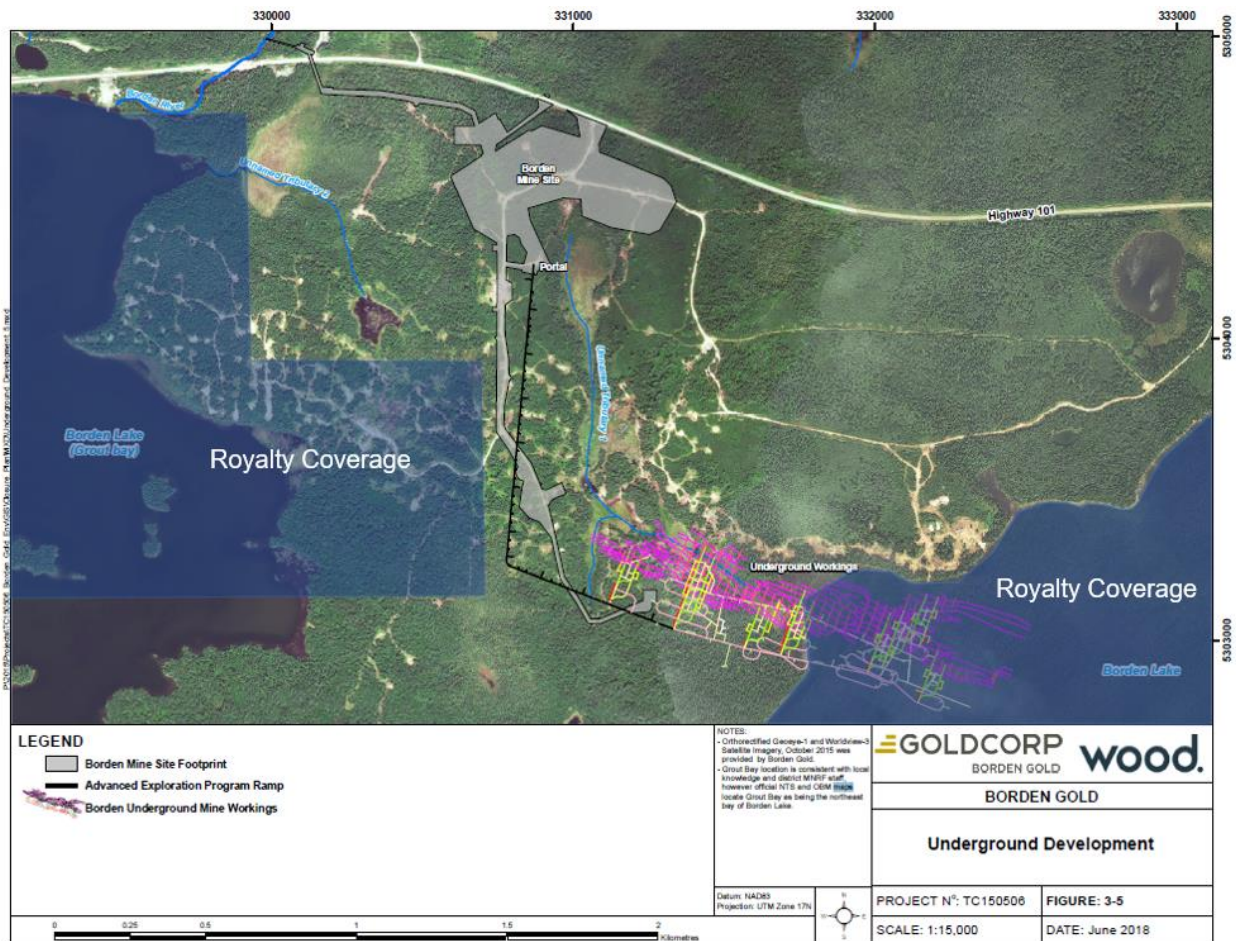 330000
331000
332000
333000
5305000
5304000
5303000
Borden River
Unnamed Tributary 2
Borden
Mine Site
Highway 101
Portal
Unnamed Tributary 1
Borden Lake
(Grout bay)
Royalty Coverage
Underground Workings
Royalty Coverage
Borden Lake
LEGEND
Borden Mine Site Footprint
Advanced Exploration Program Ramp
Borden Underground Mine Workings
NOTES:
- Orthorectified Geoeye-1 and Worldview-3
Satellite Imagery, October 2015 was
provided by Borden Gold.
- Grout Bay location is consistent with local
knowledge and district MNRF staff,
however official NTS and OBM maps
locate Grout Bay as being the northeast
bay of Borden Lake.
GOLDCORP
BORDEN GOLD
wood.
BORDEN GOLD
Underground Development
Datum: NAD83
Projection: UTM Zone 17N
N
W
E
S
PROJECT Nº: TC150506
FIGURE: 3-5
SCALE: 1:15,000
DATE: June 2018
0 0.25 0.5 1 1.5 2
Kilometres